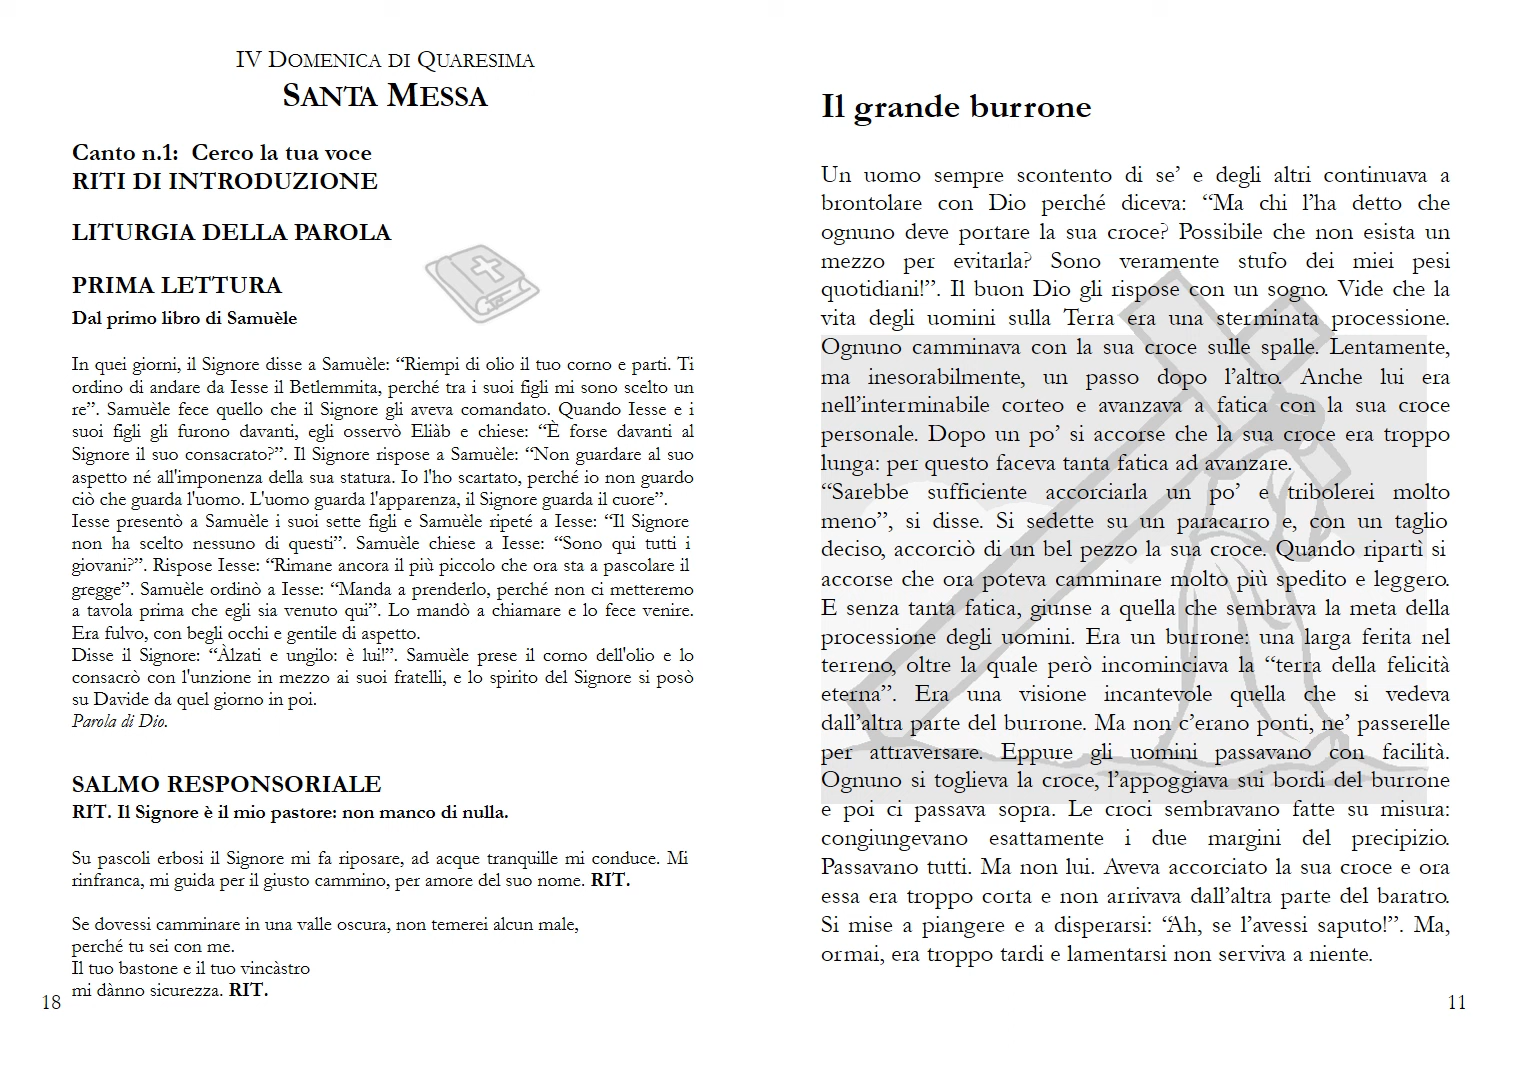 IV DOMENICA DI QUARESIMA
SANTA MESSA
Canto n.1: Cerco la tua voce
RITI DI INTRODUZIONE
LITURGIA DELLA PAROLA
PRIMA LETTURA
Dal primo libro di Samuèle
In quei giorni, il Signore disse a Samuèle: “Riempi di olio il tuo corno e parti. Ti
ordino di andare da Iesse il Betlemmita, perché tra i suoi figli mi sono scelto un
re”. Samuèle fece quello che il Signore gli aveva comandato. Quando Iesse e i
suoi figli gli furono davanti, egli osservò Eliàb e chiese: “È forse davanti al
Signore il suo consacrato?”. Il Signore rispose a Samuèle: “Non guardare al suo
aspetto né all'imponenza della sua statura. Io l'ho scartato, perché io non guardo
ciò che guarda l'uomo. L'uomo guarda l'apparenza, il Signore guarda il cuore”.
Iesse presentò a Samuèle i suoi sette figli e Samuèle ripeté a Iesse: “Il Signore
non ha scelto nessuno di questi”. Samuèle chiese a Iesse: “Sono qui tutti i
giovani?”. Rispose Iesse: “Rimane ancora il più piccolo che ora sta a pascolare il
gregge”. Samuèle ordinò a Iesse: “Manda a prenderlo, perché non ci metteremo
a tavola prima che egli sia venuto qui”. Lo mandò a chiamare e lo fece venire.
Era fulvo, con begli occhi e gentile di aspetto.
Disse il Signore: “Àlzati e ungilo: è lui!”. Samuèle prese il corno dell'olio e lo
consacrò con l'unzione in mezzo ai suoi fratelli, e lo spirito del Signore si posò
su Davide da quel giorno in poi.
Parola di Dio.
SALMO RESPONSORIALE
RIT. Il Signore è il mio pastore: non manco di nulla.
Su pascoli erbosi il Signore mi fa riposare, ad acque tranquille mi conduce. Mi
rinfranca, mi guida per il giusto cammino, per amore del suo nome. RIT.
Se dovessi camminare in una valle oscura, non temerei alcun male,
perché tu sei con me.
Il tuo bastone e il tuo vincàstro
mi dànno sicurezza. RIT.
18
Il grande burrone
Un uomo sempre scontento di se’ e degli altri continuava a
brontolare con Dio perché diceva: “Ma chi l’ha detto che
ognuno deve portare la sua croce? Possibile che non esista un
mezzo per evitarla? Sono veramente stufo dei miei pesi
quotidiani!”. Il buon Dio gli rispose con un sogno. Vide che la
vita degli uomini sulla Terra era una sterminata processione.
Ognuno camminava con la sua croce sulle spalle. Lentamente,
ma inesorabilmente, un passo dopo l’altro. Anche lui era
nell’interminabile corteo e avanzava a fatica con la sua croce
personale. Dopo un po’ si accorse che la sua croce era troppo
lunga: per questo faceva tanta fatica ad avanzare.
“Sarebbe sufficiente accorciarla un po’ e tribolerei molto
meno”, si disse. Si sedette su un paracarro e, con un taglio
deciso, accorciò di un bel pezzo la sua croce. Quando ripartì si
accorse che ora poteva camminare molto più spedito e leggero.
E senza tanta fatica, giunse a quella che sembrava la meta della
processione degli uomini. Era un burrone: una larga ferita nel
terreno, oltre la quale però incominciava la “terra della felicità
eterna”. Era una visione incantevole quella che si vedeva
dall’altra parte del burrone. Ma non c’erano ponti, ne’ passerelle
per attraversare. Eppure gli uomini passavano con facilità.
Ognuno si toglieva la croce, l’appoggiava sui bordi del burrone
e poi ci passava sopra. Le croci sembravano fatte su misura:
congiungevano esattamente i due margini del precipizio.
Passavano tutti. Ma non lui. Aveva accorciato la sua croce e ora
essa era troppo corta e non arrivava dall’altra parte del baratro.
Si mise a piangere e a disperarsi: “Ah, se l’avessi saputo!”. Ma,
ormai, era troppo tardi e lamentarsi non serviva a niente.
11